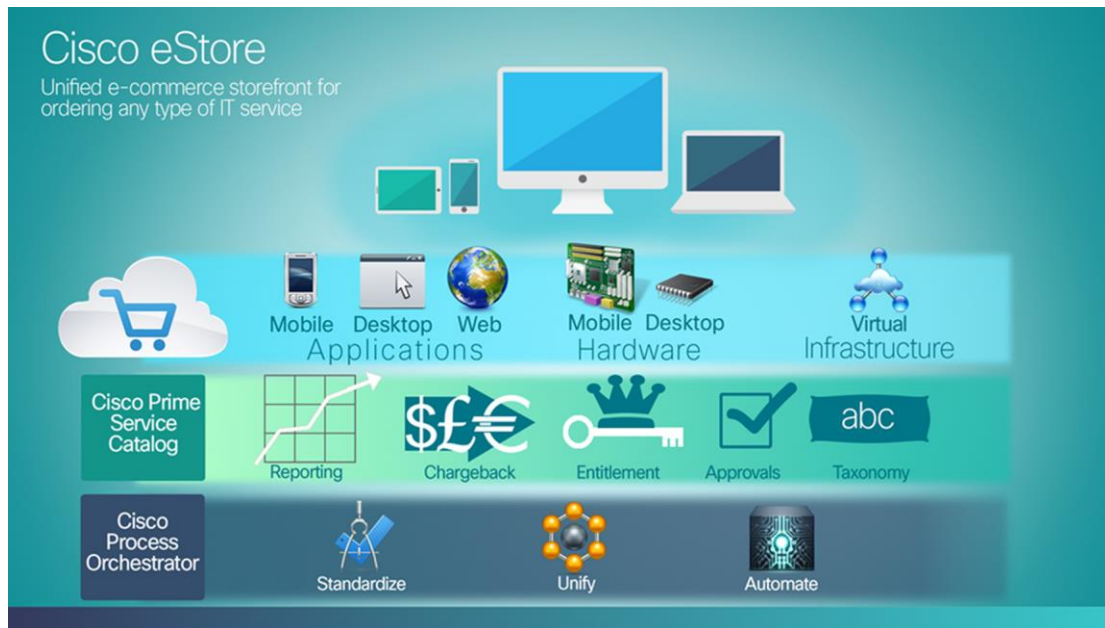 Cisco eStore
Unified e-commerce storefront for
ordering any type of IT service
Mobile Desktop Web
Applications
Mobile Desktop
Hardware
Virtual
Infrastructure
Cisco Prime
Service
Catalog
$£€
abc
Reporting
Chargeback
Entitlement
Approvals
Taxonomy
Cisco
Process
Orchestrator
Standardize
Unify
Automate